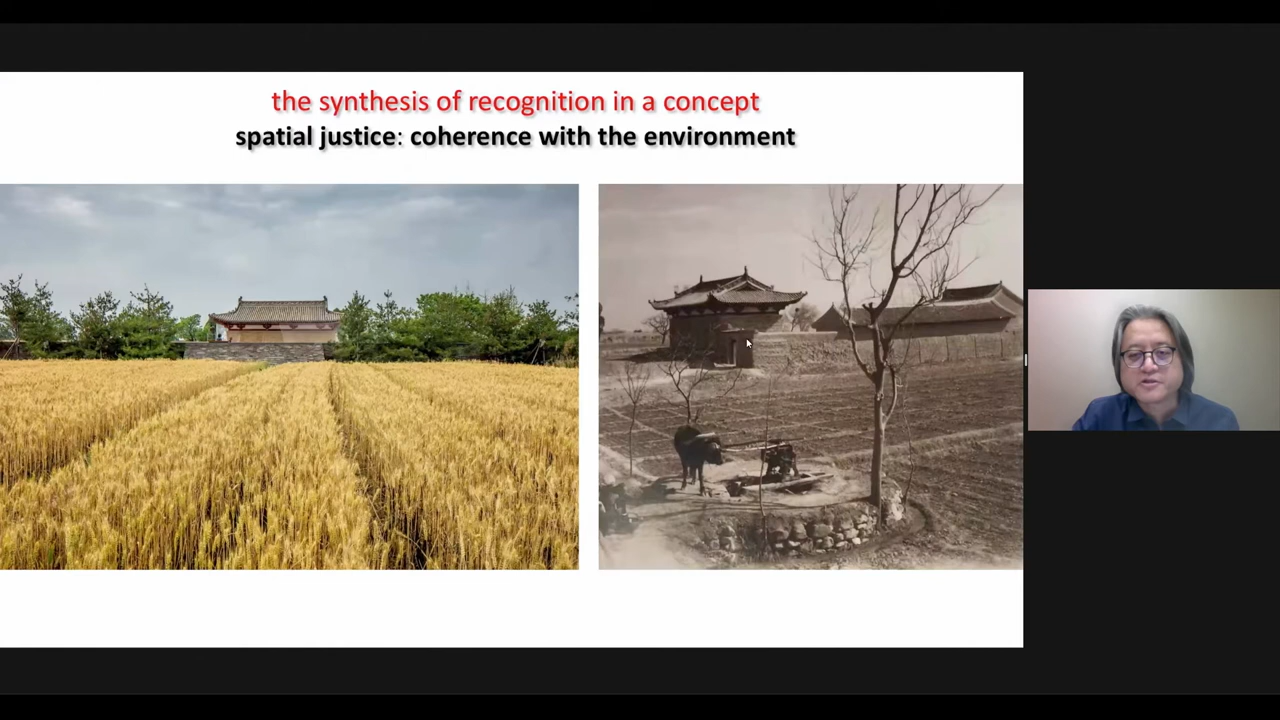 the synthesis of recognition in a concept
spatial justice: coherence with the environment